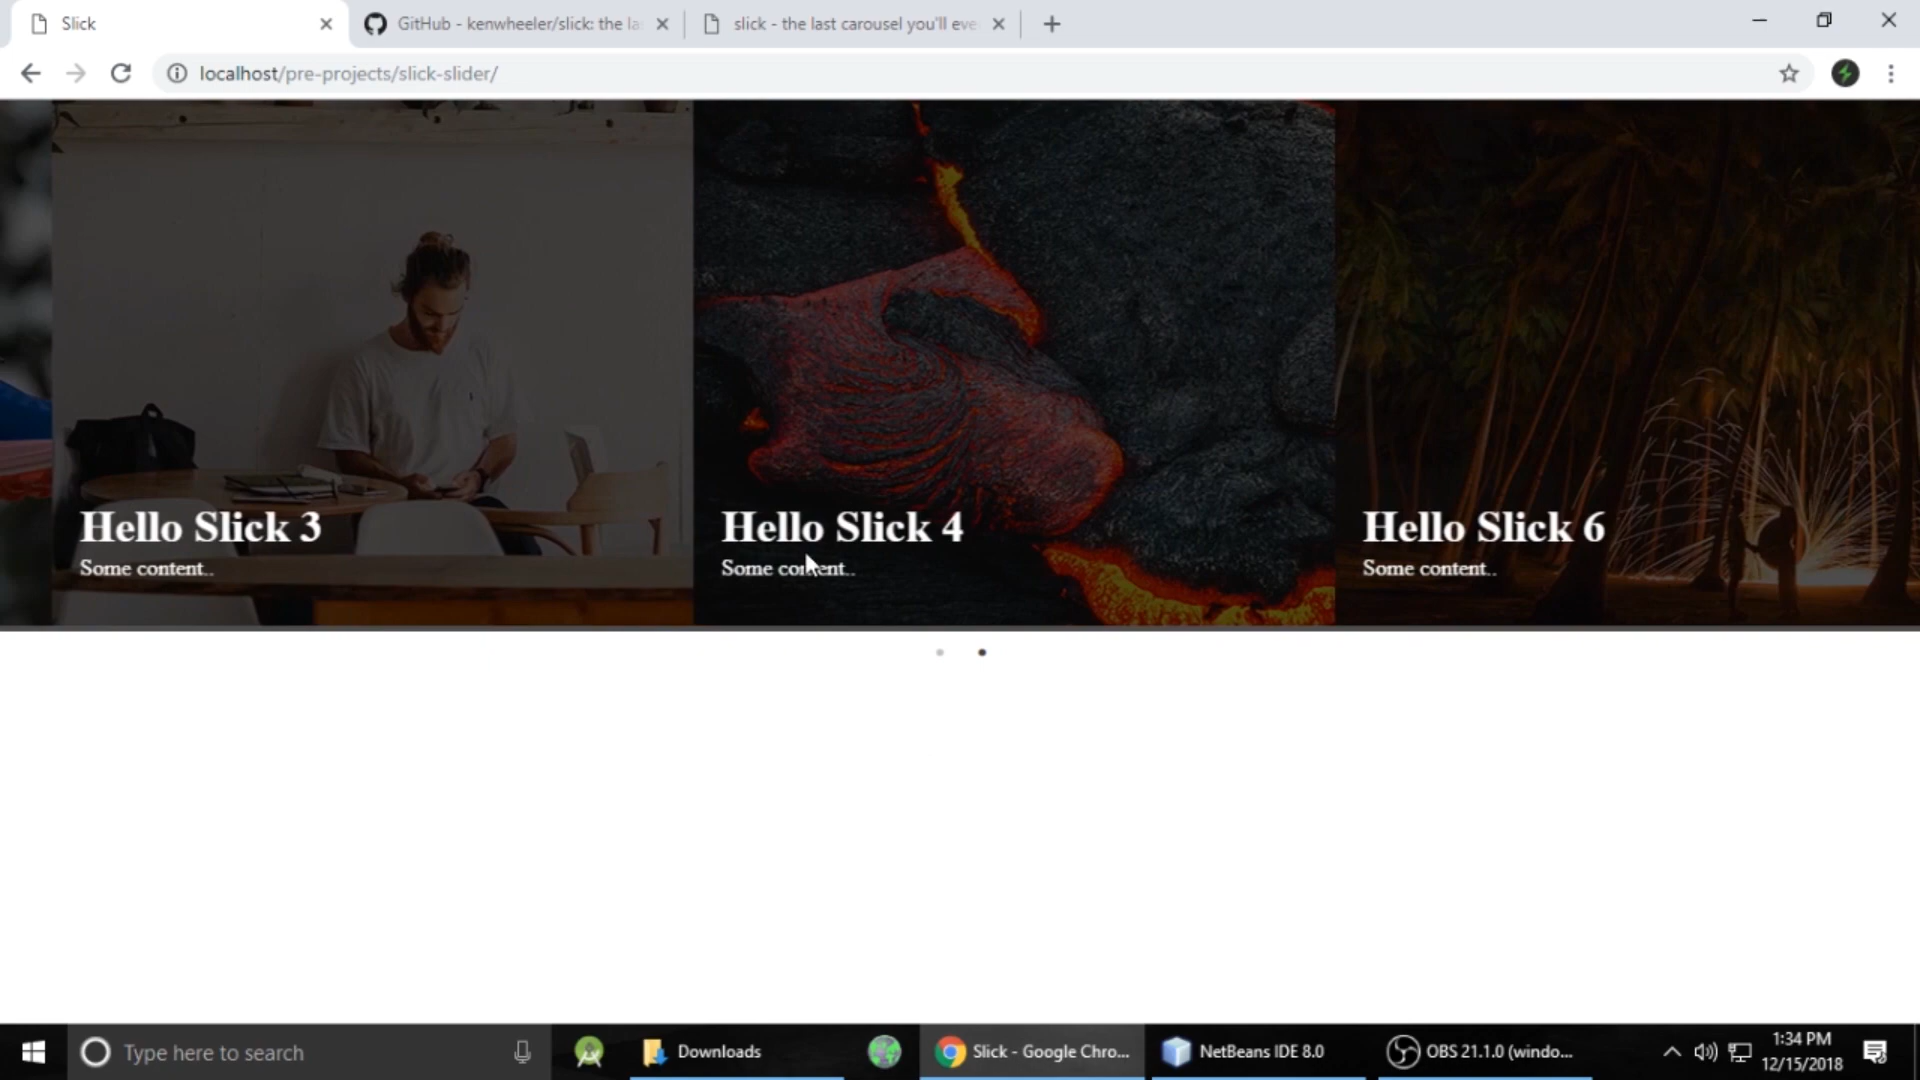 Slick
GitHub - kenwheeler/slick: the la
slick - the last carousel you'll eve
localhost/pre-projects/slick-slider/
Hello Slick 3
Some content..
Hello Slick 4
Some content..
Hello Slick 6
Some content..
Type here to search
Downloads
Slick - Google Chro...
NetBeans IDE 8.0
OBS 21.1.0 (windo...
1:34 PM
12/15/2018